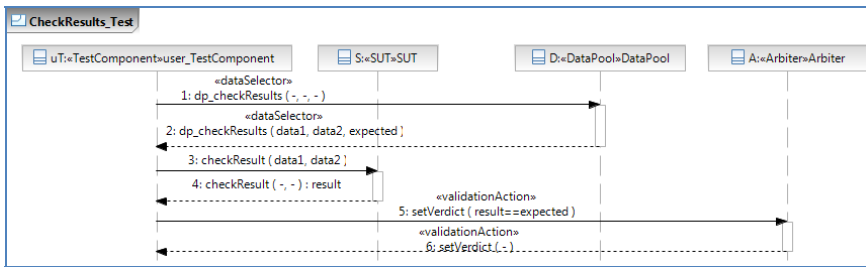 CheckResults_Test
uT:«TestComponent»user_TestComponent
S:«SUT»SUT
D:«DataPool»DataPool
A:«Arbiter»Arbiter
«dataSelector»
1: dp_checkResults ( -, -, - )
«dataSelector»
2: dp_checkResults ( data1, data2, expected )
3: checkResult ( data1, data2 )
4: checkResult ( -, - ) : result
«validationAction»
5: setVerdict ( result==expected )
«validationAction»
6: setVerdict ( - )